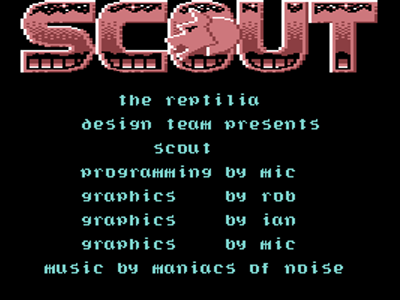 SCOUT
the reptilia
design team presents
scout
programming by mic
graphics by rob
graphics by ian
graphics by mic
music by maniacs of noise